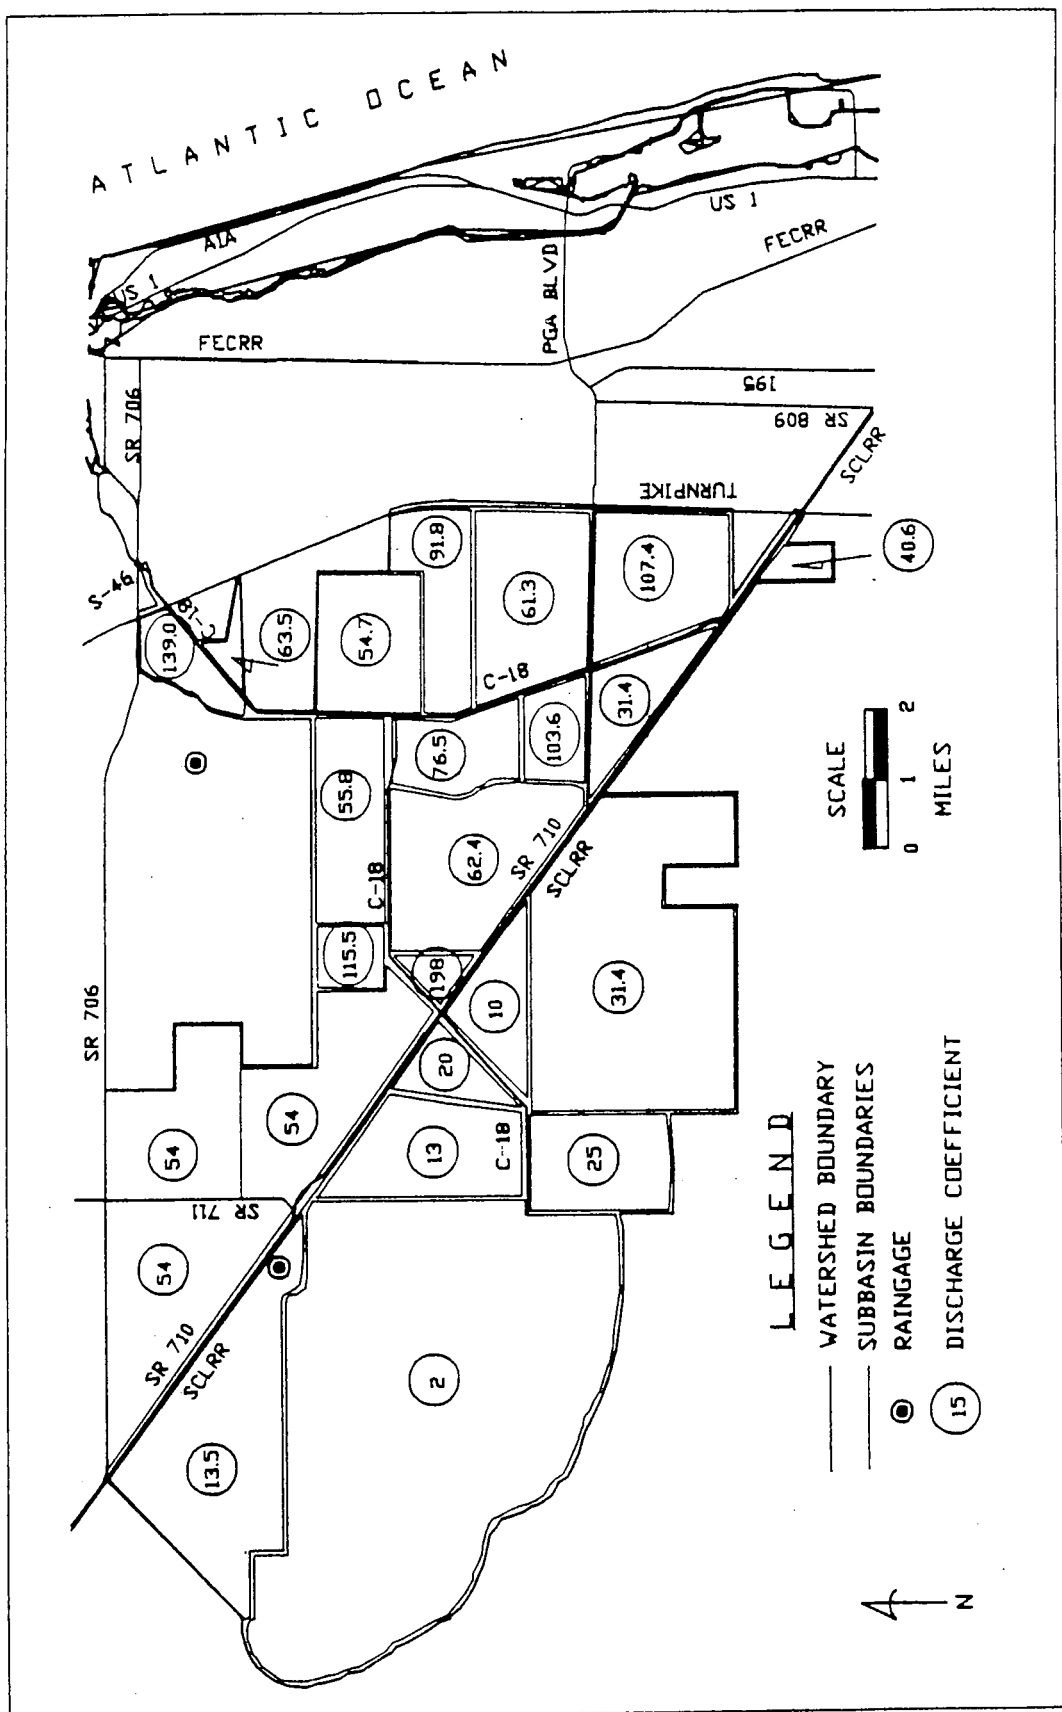 ATLANTIC OCEAN
A1A
US 1
US 1
FECRR
FECRR
PGA BLVD
SR 706
I95
SR 809
SCLRR
TURNPIKE
S-46
C-18
139.0
63.5
54.7
91.8
61.3
107.4
40.6
C-18
31.4
103.6
76.5
55.8
C-18
62.4
SR 710
SCLRR
115.5
198
10
31.4
20
SR 706
54
54
13
C-18
25
SR 711
54
SR 710
SCLRR
13.5
2
SCALE
0 1 2
MILES
LEGEND
WATERSHED BOUNDARY
SUBBASIN BOUNDARIES
RAINGAGE
15 DISCHARGE COEFFICIENT
N